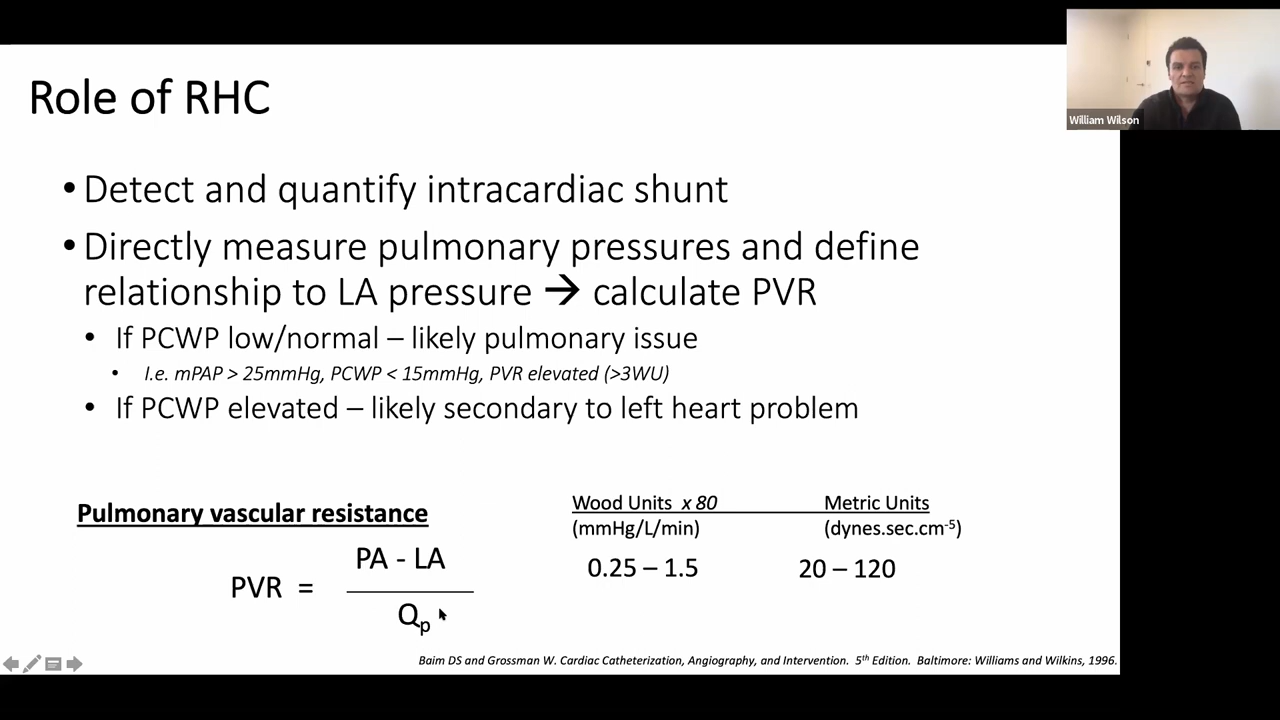 Role of RHC
William Wilson
• Detect and quantify intracardiac shunt
• Directly measure pulmonary pressures and define
relationship to LA pressure → calculate PVR
• If PCWP low/normal – likely pulmonary issue
• I.e. mPAP > 25mmHg, PCWP < 15mmHg, PVR elevated (>3WU)
• If PCWP elevated – likely secondary to left heart problem
Pulmonary vascular resistance
PA - LA
PVR =
Qp
Wood Units x 80 Metric Units
(mmHg/L/min) (dynes.sec.cm-5)
0.25 – 1.5 20 – 120
Baim DS and Grossman W. Cardiac Catheterization, Angiography, and Intervention. 5th Edition. Baltimore: Williams and Wilkins, 1996.